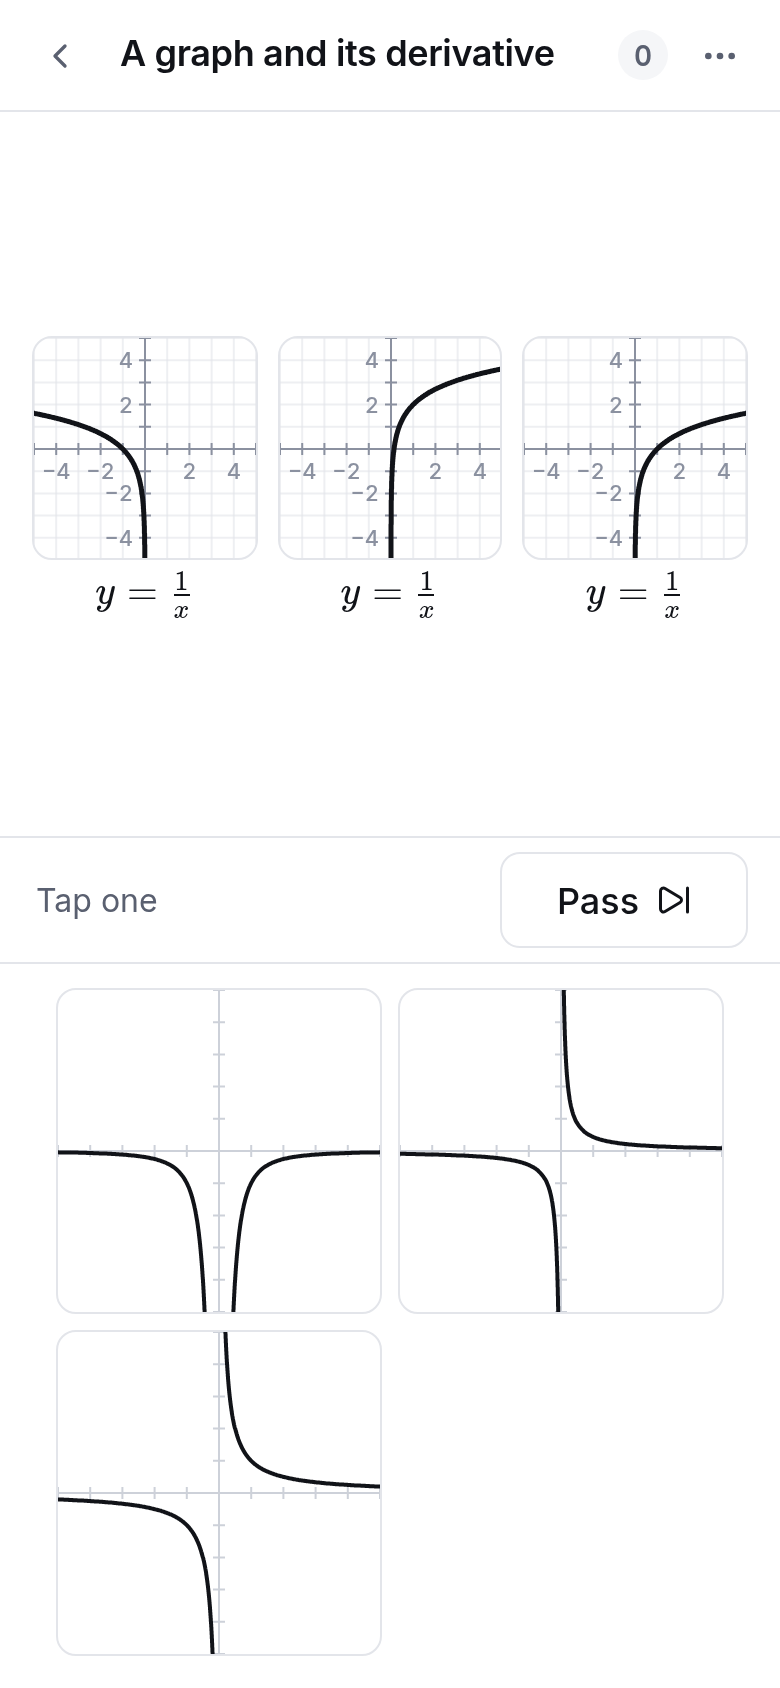 A graph and its derivative 0
4 4 4
2 2 2
−4 −2 2 4 −4 −2 2 4 −4 −2 2 4
−2 −2 −2
−4 −4 −4
y = 1/x y = 1/x y = 1/x
Tap one Pass